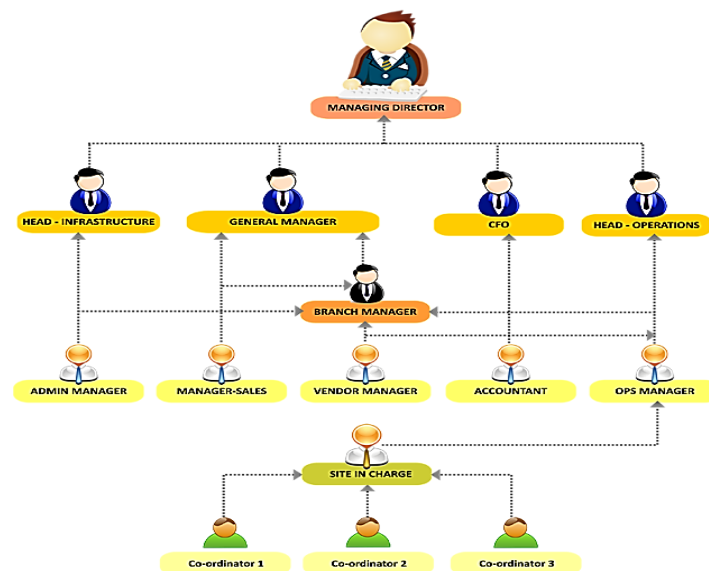 MANAGING DIRECTOR
HEAD - INFRASTRUCTURE
GENERAL MANAGER
CFO
HEAD - OPERATIONS
BRANCH MANAGER
ADMIN MANAGER
MANAGER-SALES
VENDOR MANAGER
ACCOUNTANT
OPS MANAGER
SITE IN CHARGE
Co-ordinator 1
Co-ordinator 2
Co-ordinator 3